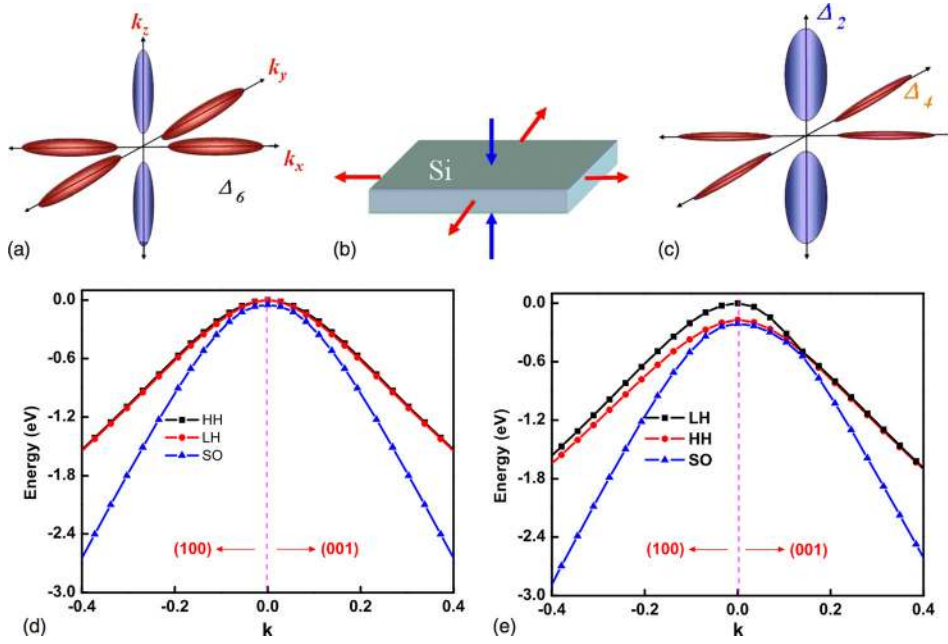 k_z
k_y
k_x
Δ_6
(a)
Si
(b)
Δ_2
Δ_4
(c)
0.0
-0.6
-1.2
-1.8
-2.4
-3.0
Energy (eV)
HH
LH
SO
(100) ← → (001)
-0.4 -0.2 0.0 0.2 0.4
k
(d)
0.0
-0.6
-1.2
-1.8
-2.4
-3.0
Energy (eV)
LH
HH
SO
(100) ← → (001)
-0.4 -0.2 0.0 0.2 0.4
k
(e)